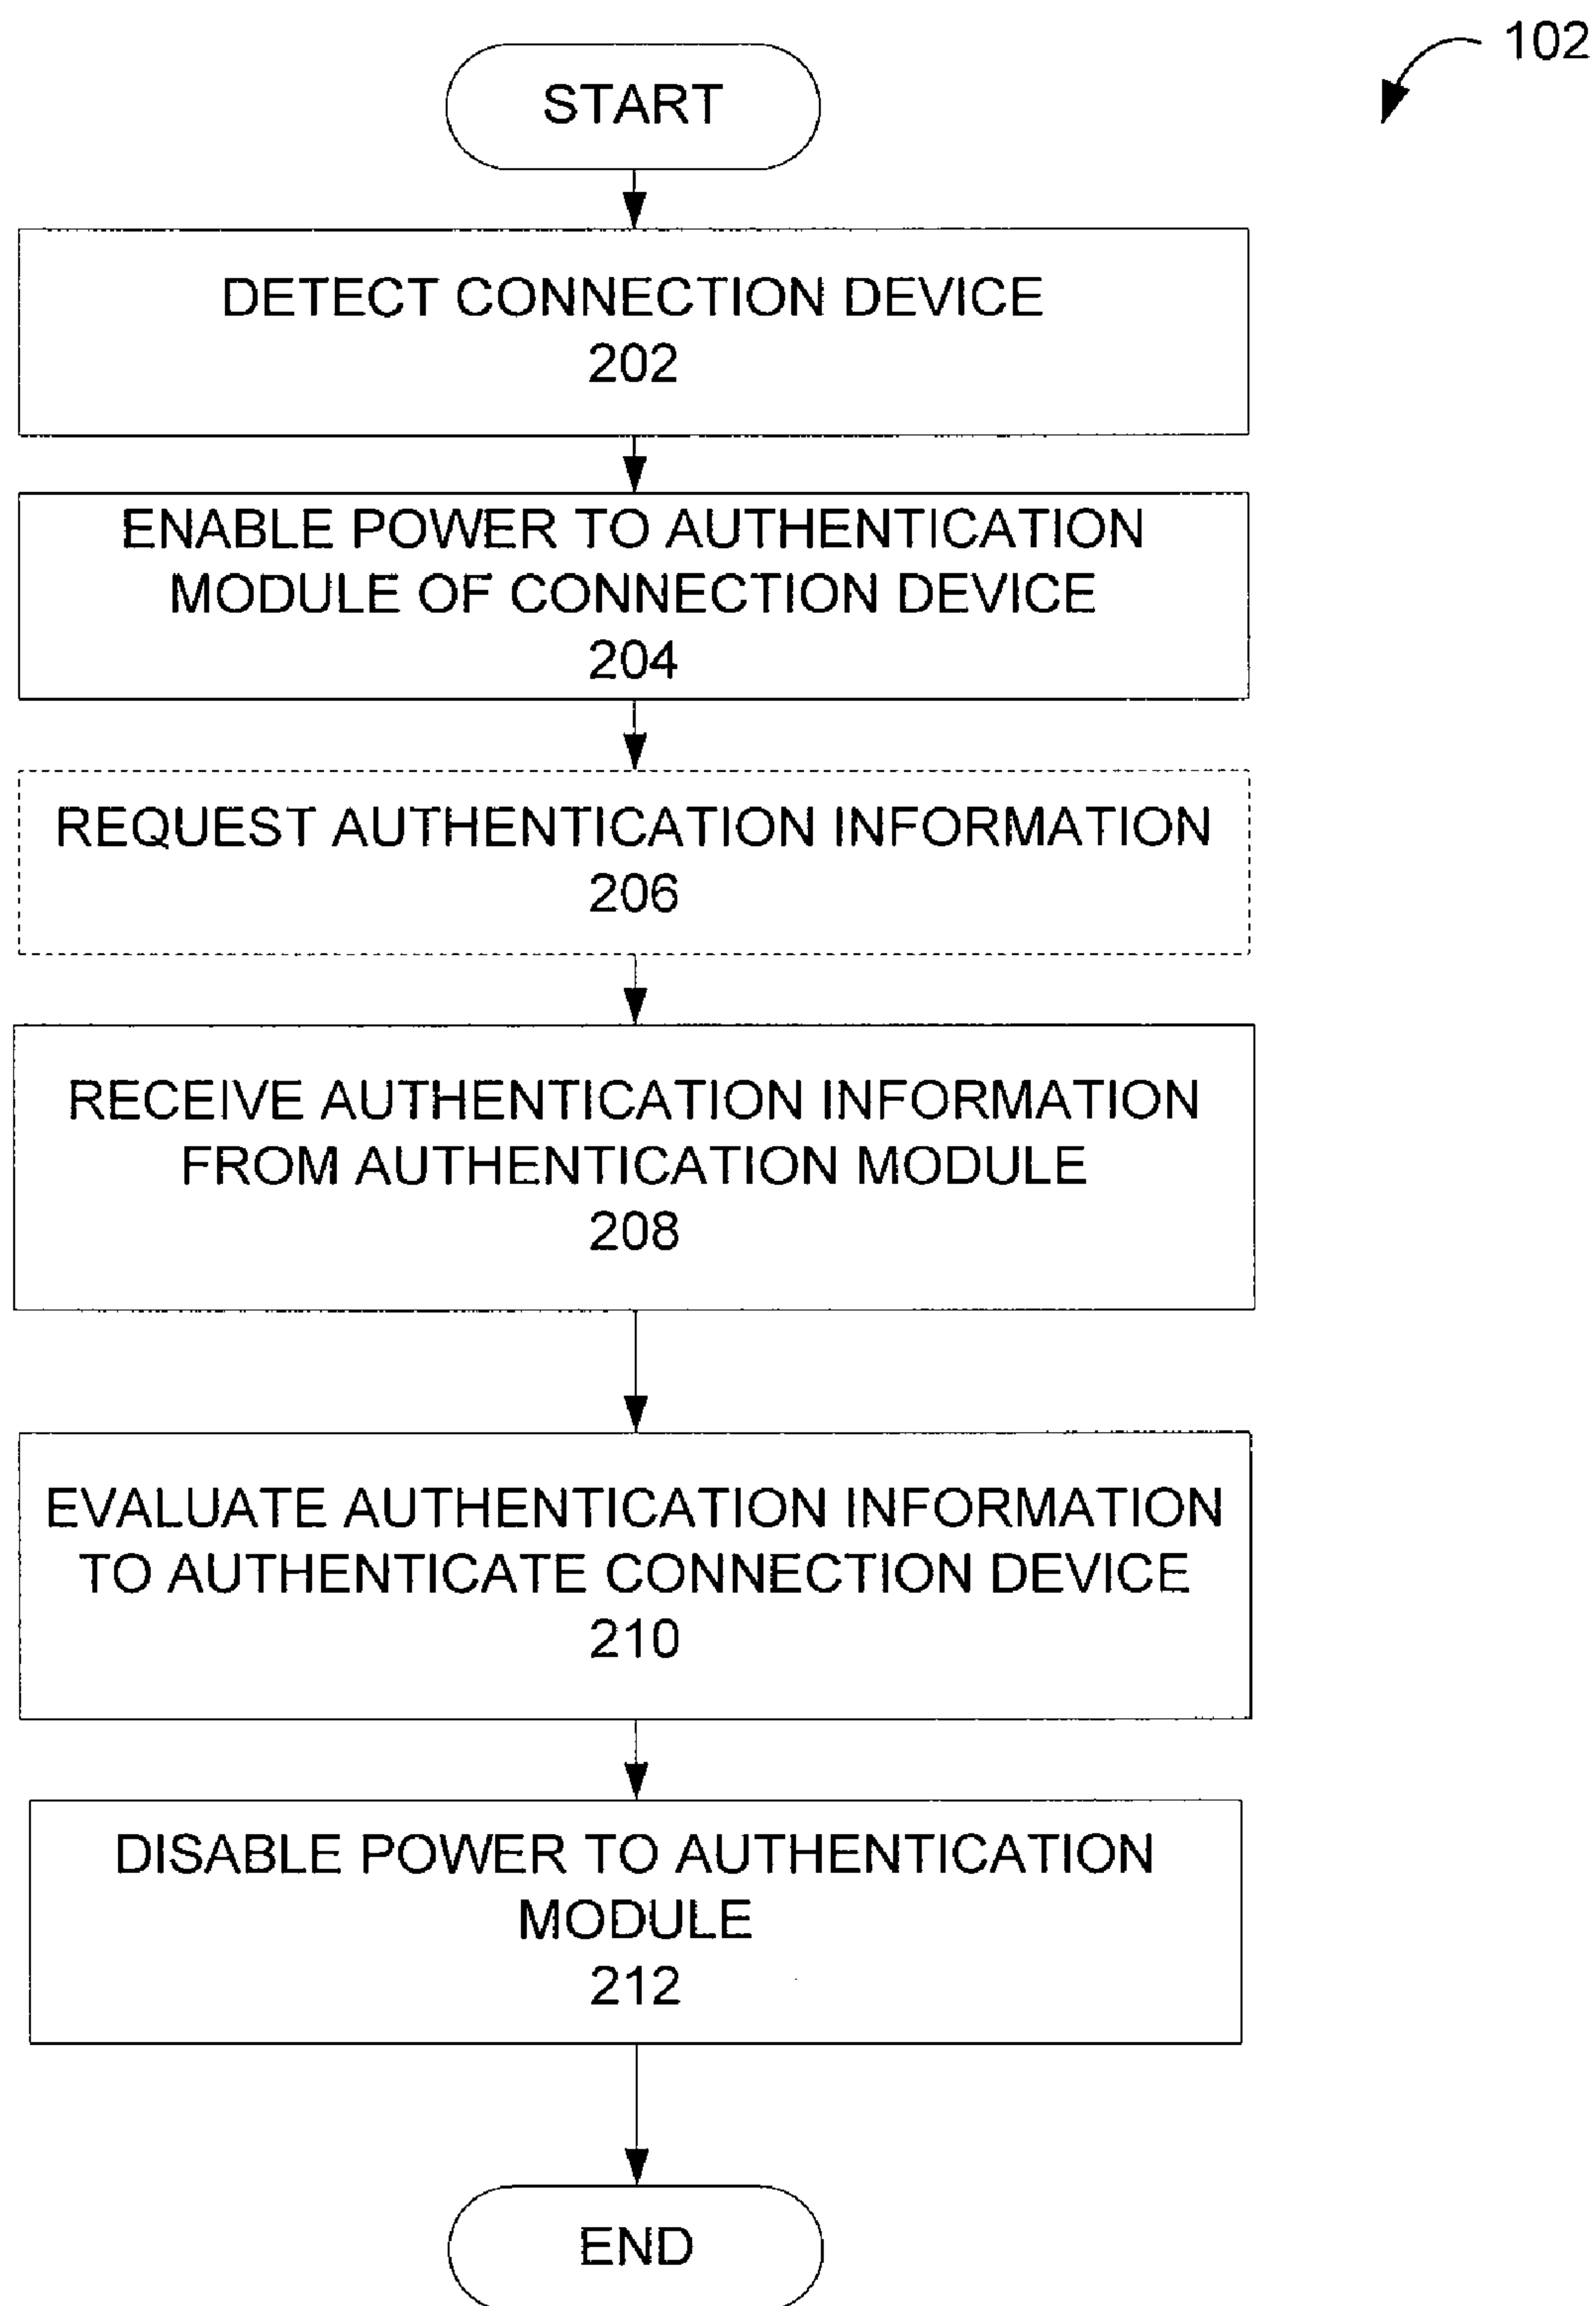 102
START
DETECT CONNECTION DEVICE
202
ENABLE POWER TO AUTHENTICATION
MODULE OF CONNECTION DEVICE
204
REQUEST AUTHENTICATION INFORMATION
206
RECEIVE AUTHENTICATION INFORMATION
FROM AUTHENTICATION MODULE
208
EVALUATE AUTHENTICATION INFORMATION
TO AUTHENTICATE CONNECTION DEVICE
210
DISABLE POWER TO AUTHENTICATION
MODULE
212
END